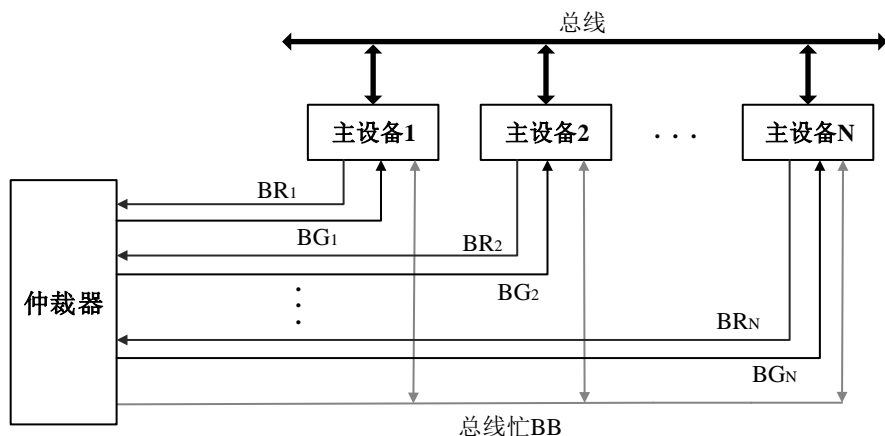 总线
主设备1
主设备2
. . .
主设备N
BR₁
BG₁
BR₂
BG₂
仲裁器
BRN
BGN
总线忙BB